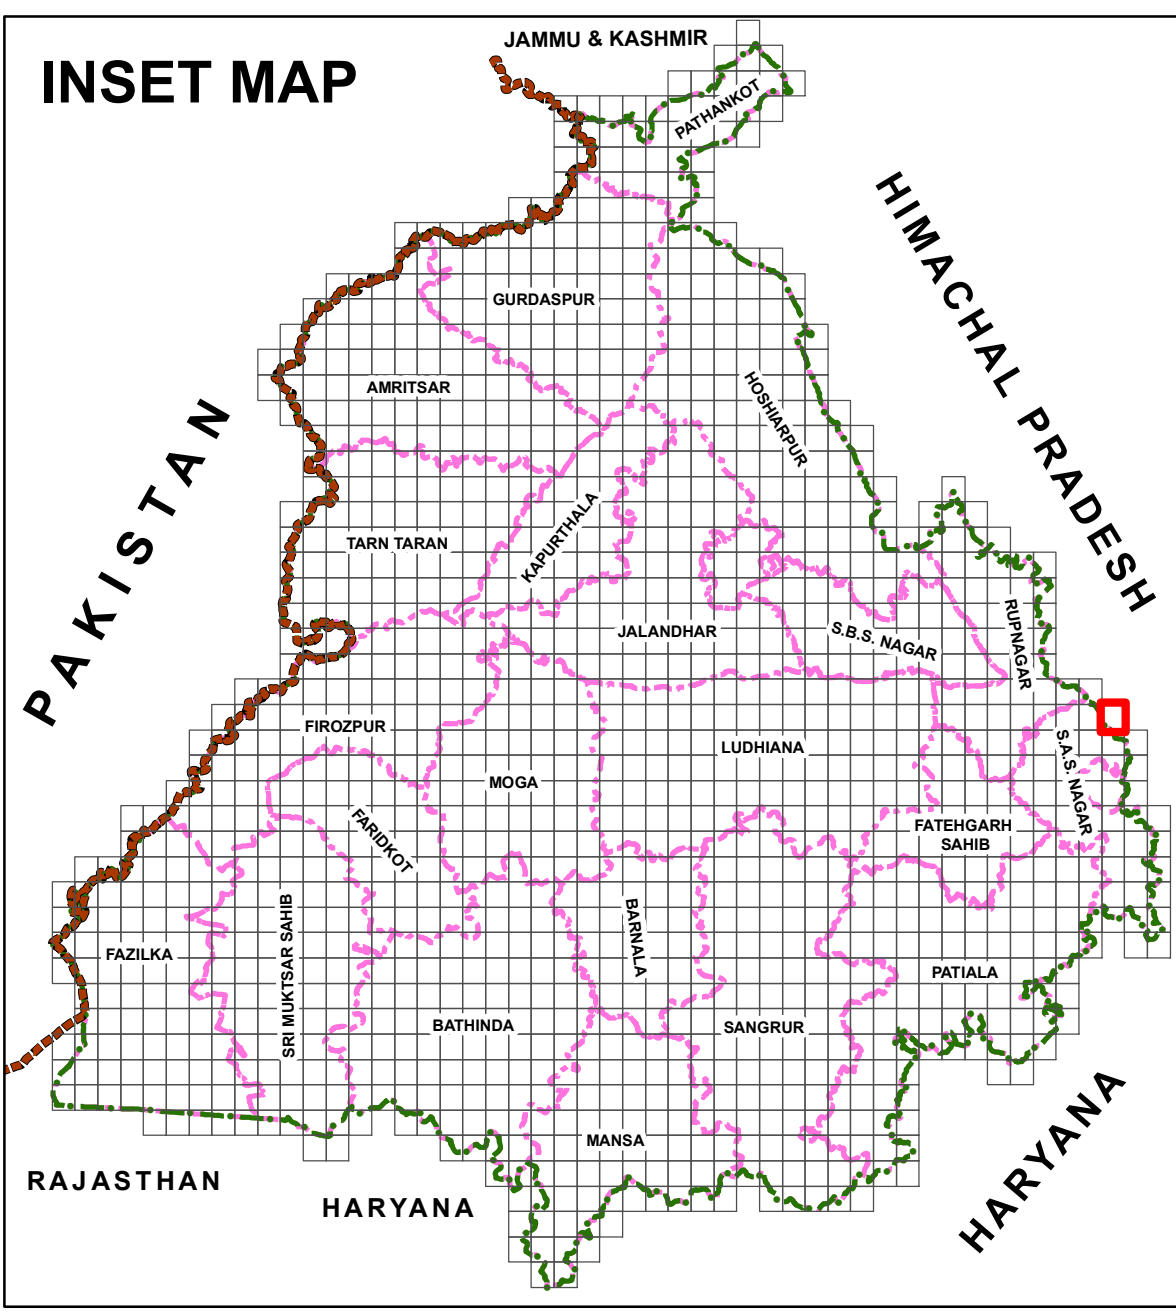 JAMMU & KASHMIR
INSET MAP
PATHANKOT
HIMACHAL PRADESH
GURDASPUR
AMRITSAR
HOSHIARPUR
PAKISTAN
TARN TARAN
KAPURTHALA
JALANDHAR
S.B.S. NAGAR
RUPNAGAR
FIROZPUR
LUDHIANA
S.A.S. NAGAR
MOGA
FARIDKOT
FATEHGARH
SAHIB
SRI MUKTSAR SAHIB
BARNALA
FAZILKA
PATIALA
BATHINDA
SANGRUR
MANSA
HARYANA
RAJASTHAN
HARYANA